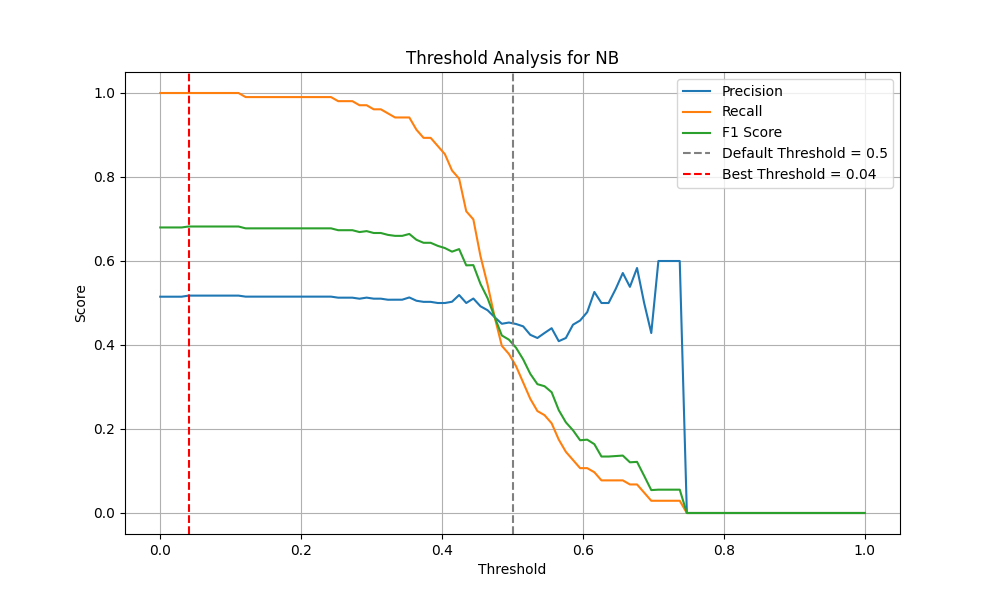 Threshold Analysis for NB
Precision
Recall
F1 Score
Default Threshold = 0.5
Best Threshold = 0.04
Score
1.0
0.8
0.6
0.4
0.2
0.0
0.0 0.2 0.4 0.6 0.8 1.0
Threshold